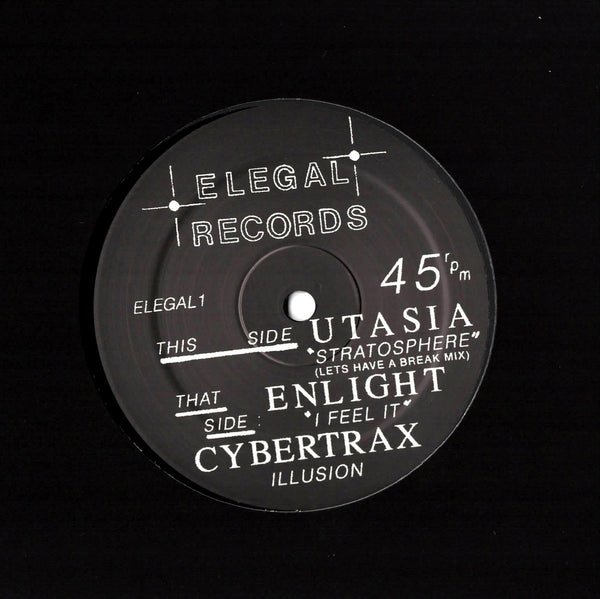 ELEGAL
RECORDS
45 rpm
ELEGAL1
THIS SIDE UTASIA
"STRATOSPHERE"
(LETS HAVE A BREAK MIX)
THAT SIDE: ENLIGHT
"I FEEL IT"
CYBERTRAX
ILLUSION